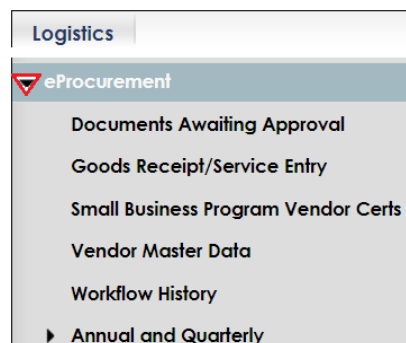 Logistics
eProcurement
Documents Awaiting Approval
Goods Receipt/Service Entry
Small Business Program Vendor Certs
Vendor Master Data
Workflow History
Annual and Quarterly